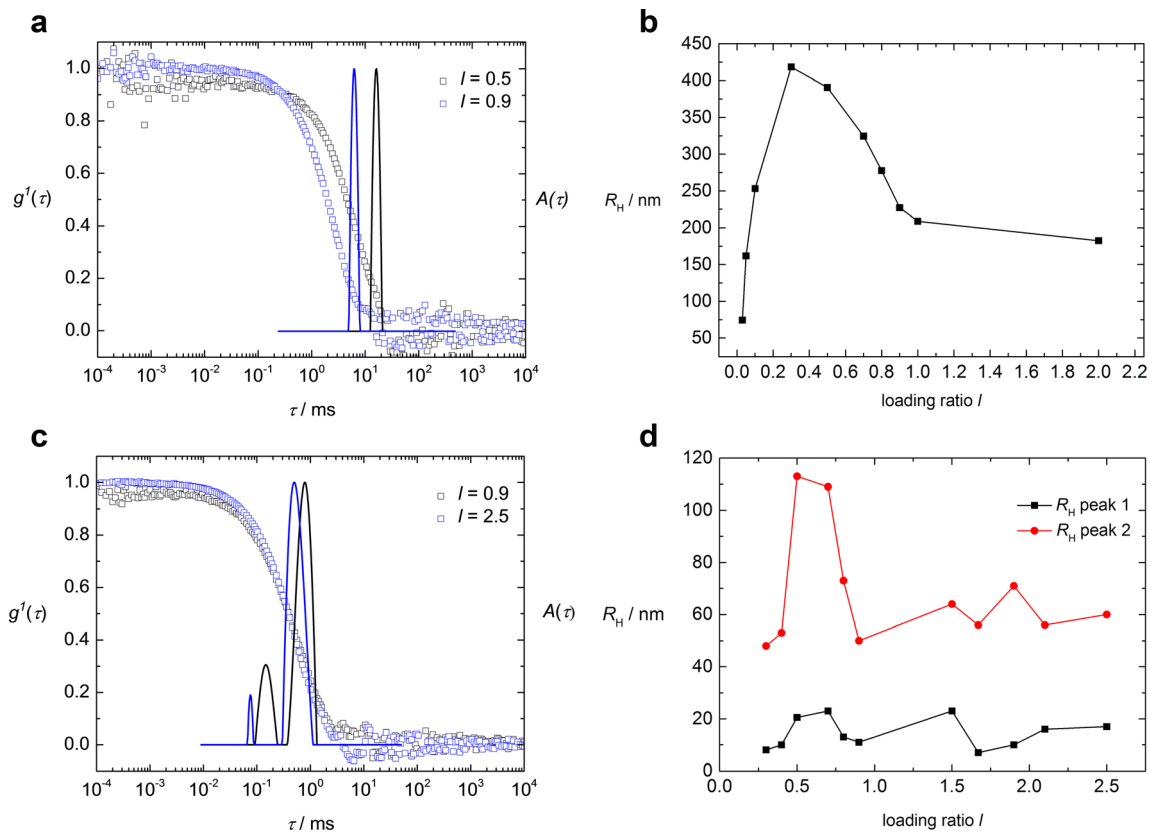 a
1.0
0.8
0.6
0.4
0.2
0.0
g¹(τ)
A(τ)
l = 0.5
l = 0.9
10⁻⁴ 10⁻³ 10⁻² 10⁻¹ 10⁰ 10¹ 10² 10³ 10⁴
τ / ms
b
450
400
350
300
250
200
150
100
50
R_H / nm
0.0 0.2 0.4 0.6 0.8 1.0 1.2 1.4 1.6 1.8 2.0 2.2
loading ratio l
c
1.0
0.8
0.6
0.4
0.2
0.0
g¹(τ)
A(τ)
l = 0.9
l = 2.5
10⁻⁴ 10⁻³ 10⁻² 10⁻¹ 10⁰ 10¹ 10² 10³ 10⁴
τ / ms
d
120
100
80
60
40
20
0
R_H / nm
R_H peak 1
R_H peak 2
0.5 1.0 1.5 2.0 2.5
loading ratio l